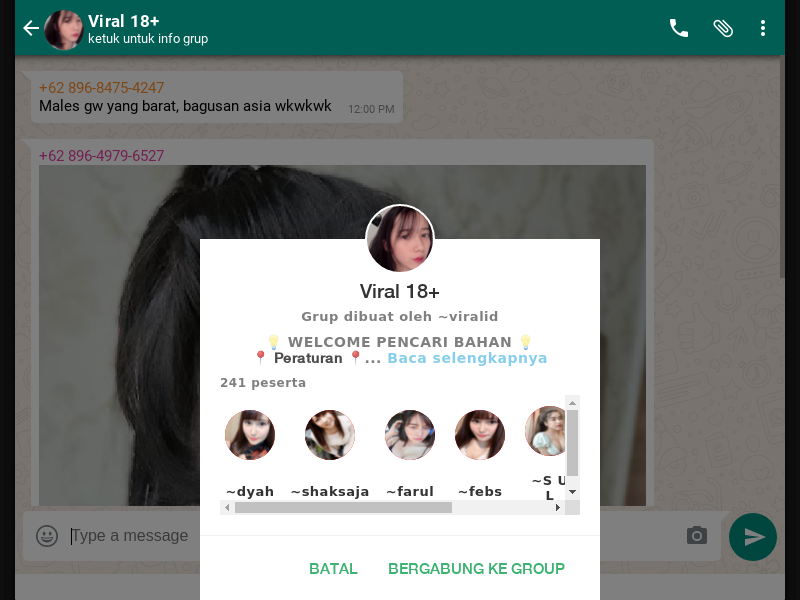 Viral 18+
ketuk untuk info grup
+62 896-8475-4247
Males gw yang barat, bagusan asia wkwkwk
12:00 PM
+62 896-4979-6527
Viral 18+
Grup dibuat oleh ~viralid
💡 WELCOME PENCARI BAHAN 💡
📍 Peraturan 📍... Baca selengkapnya
241 peserta
~dyah ~shaksaja ~farul ~febs ~S U
L
Type a message
BATAL BERGABUNG KE GROUP